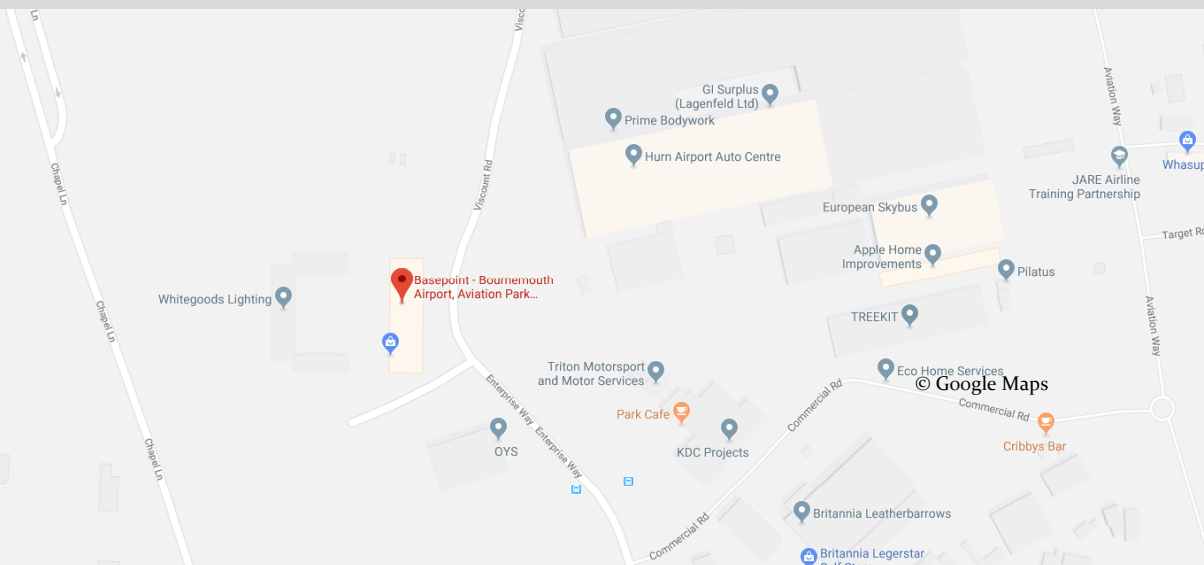 Ln
Ln
Viscou
GI Surplus
(Lagenfeld Ltd)
Prime Bodywork
Hurn Airport Auto Centre
Aviation Way
Whasup
JARE Airline
Training Partnership
Chapel Ln
Viscount Rd
European Skybus
Target Rd
Apple Home
Improvements
Pilatus
Basepoint - Bournemouth
Airport, Aviation Park...
Whitegoods Lighting
Chapel Ln
TREEKIT
Aviation Way
Triton Motorsport
and Motor Services
Eco Home Services
© Google Maps
Enterprise Way
Commercial Rd
Commercial Rd
Park Cafe
Enterprise Way
OYS
KDC Projects
Cribbys Bar
Chapel Ln
Britannia Leatherbarrows
Commercial Rd
Britannia Legerstar